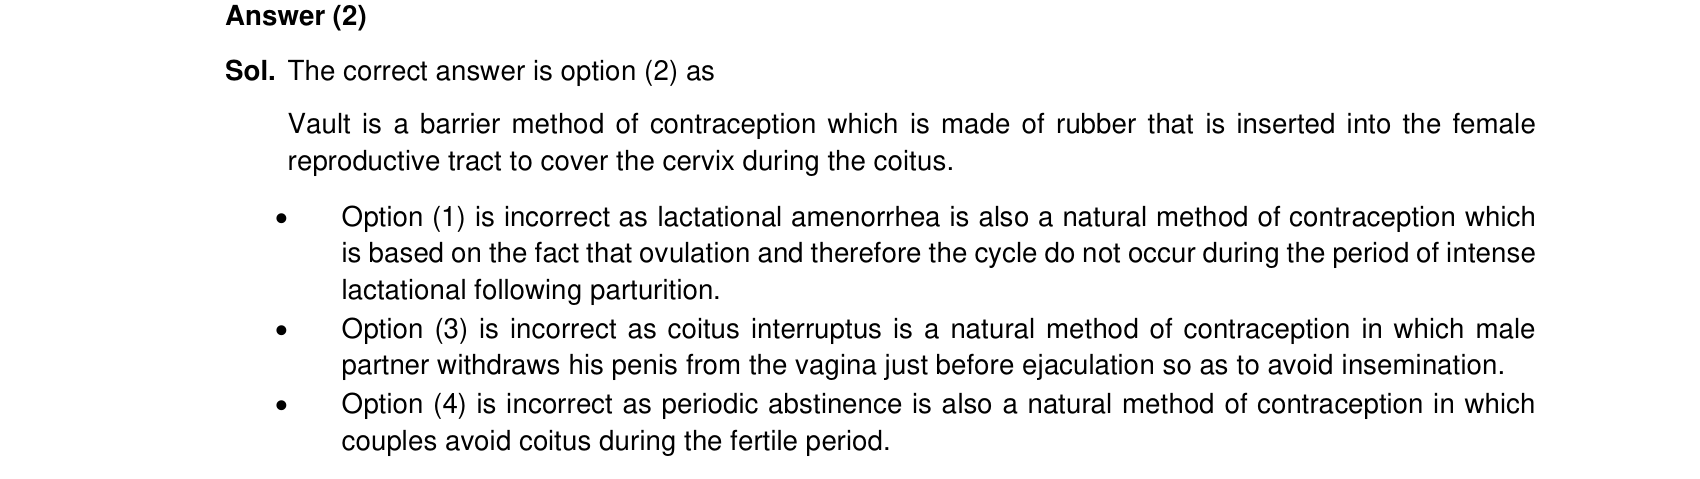 Answer (2)
Sol. The correct answer is option (2) as
Vault is a barrier method of contraception which is made of rubber that is inserted into the female
reproductive tract to cover the cervix during the coitus.
• Option (1) is incorrect as lactational amenorrhea is also a natural method of contraception which
is based on the fact that ovulation and therefore the cycle do not occur during the period of intense
lactational following parturition.
• Option (3) is incorrect as coitus interruptus is a natural method of contraception in which male
partner withdraws his penis from the vagina just before ejaculation so as to avoid insemination.
• Option (4) is incorrect as periodic abstinence is also a natural method of contraception in which
couples avoid coitus during the fertile period.